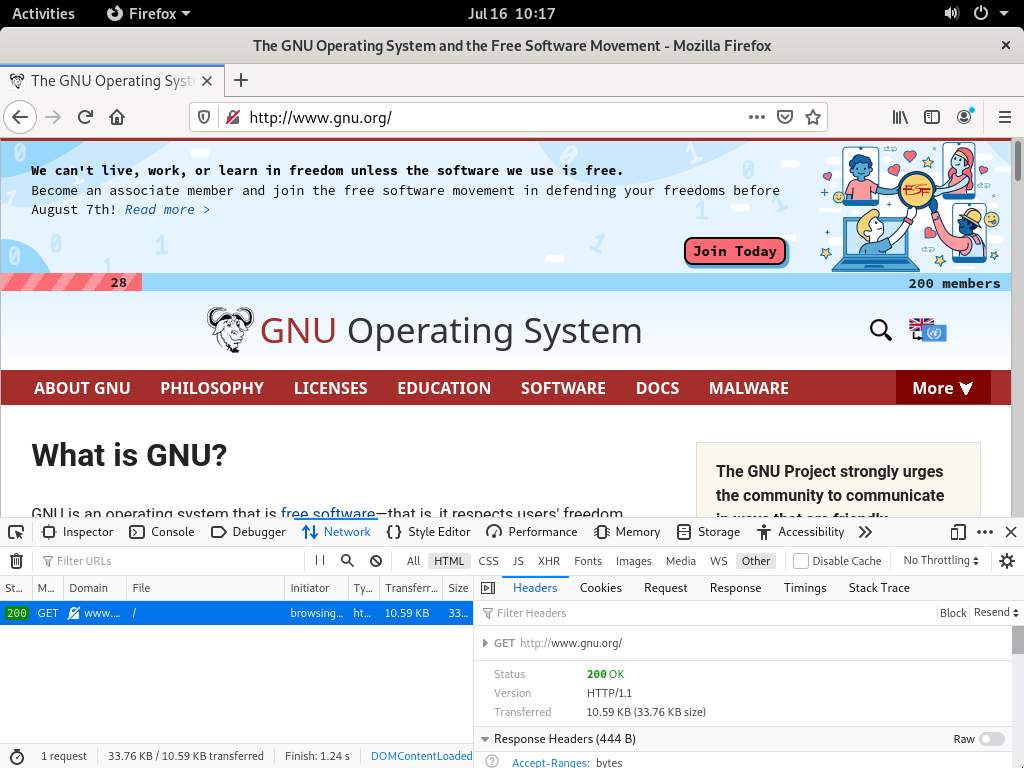 Activities Firefox Jul 16 10:17
The GNU Operating System and the Free Software Movement - Mozilla Firefox
The GNU Operating Syst
http://www.gnu.org/
We can't live, work, or learn in freedom unless the software we use is free.
Become an associate member and join the free software movement in defending your freedoms before
August 7th! Read more >
Join Today
28 200 members
GNU Operating System
ABOUT GNU PHILOSOPHY LICENSES EDUCATION SOFTWARE DOCS MALWARE More
What is GNU?
The GNU Project strongly urges
the community to communicate
in ways that are friendly,
GNU is an operating system that is free software—that is, it respects users' freedom.
Inspector Console Debugger Network Style Editor Performance Memory Storage Accessibility
Filter URLs All HTML CSS JS XHR Fonts Images Media WS Other Disable Cache No Throttling
St... M... Domain File Initiator Ty... Transferr... Size Headers Cookies Request Response Timings Stack Trace
200 GET www.... / browsing... ht... 10.59 KB 33...
Filter Headers Block Resend
GET http://www.gnu.org/
Status 200 OK
Version HTTP/1.1
Transferred 10.59 KB (33.76 KB size)
Response Headers (444 B) Raw
1 request 33.76 KB / 10.59 KB transferred Finish: 1.24 s DOMContentLoaded
Accept-Ranges: bytes